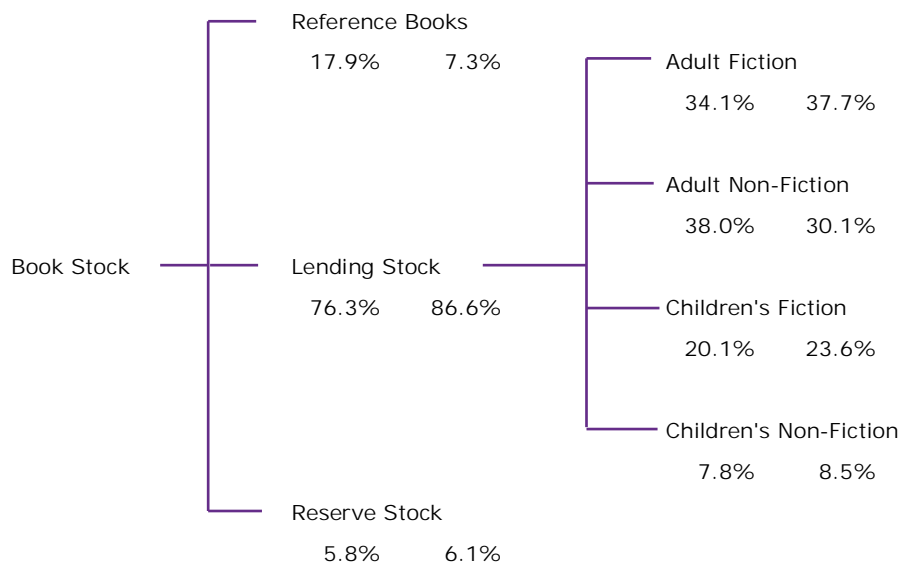 Reference Books
17.9% 7.3%
Adult Fiction
34.1% 37.7%
Adult Non-Fiction
38.0% 30.1%
Book Stock
Lending Stock
76.3% 86.6%
Children's Fiction
20.1% 23.6%
Children's Non-Fiction
7.8% 8.5%
Reserve Stock
5.8% 6.1%